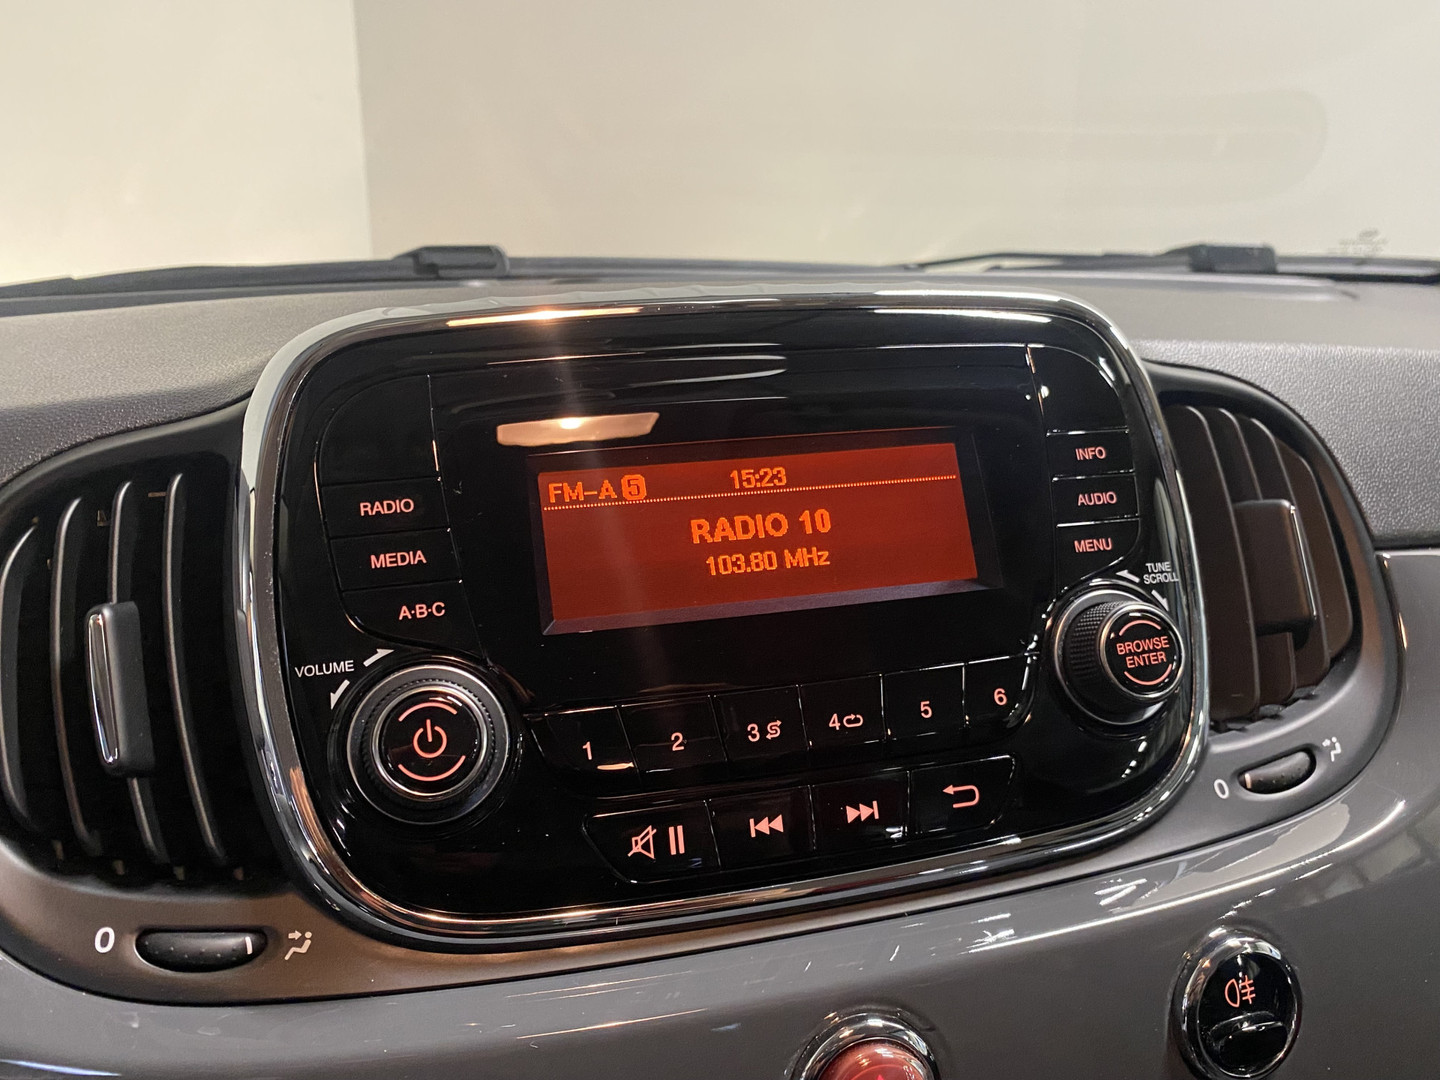 FM-A 5 15:23
RADIO 10
103.80 MHz
RADIO
MEDIA
A·B·C
VOLUME
INFO
AUDIO
MENU
TUNE
SCROLL
BROWSE
ENTER
1 2 3 4 5 6
0
0